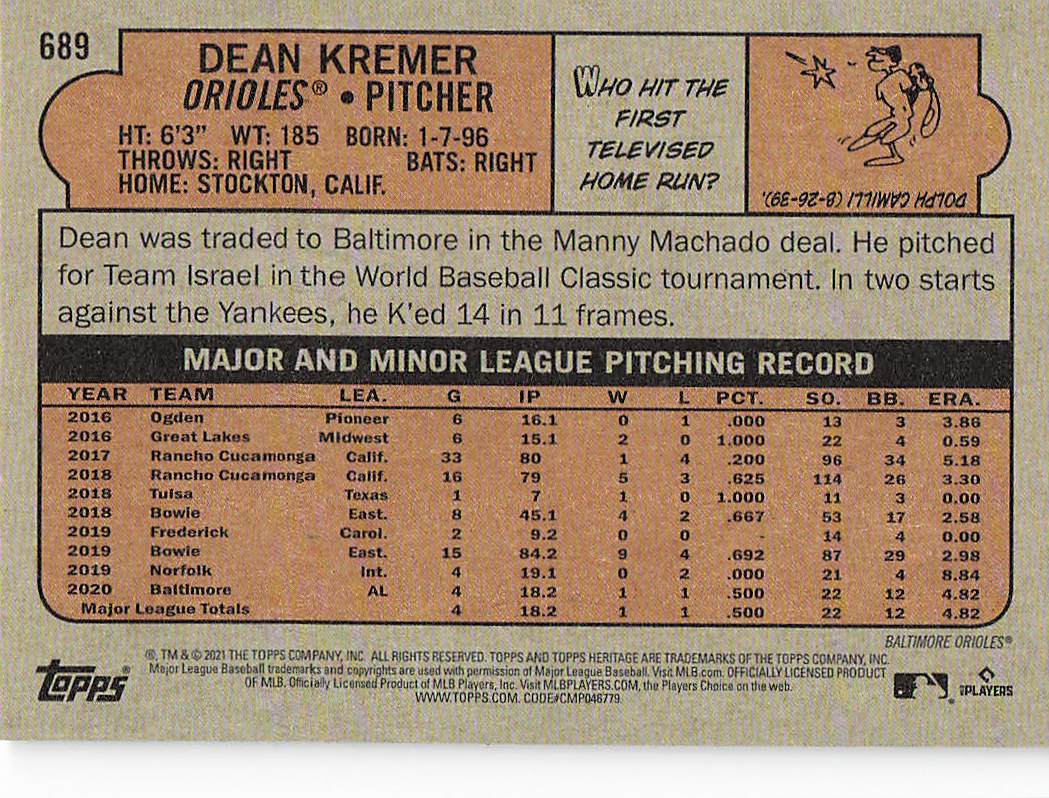 689
DEAN KREMER
ORIOLES® • PITCHER
HT: 6'3" WT: 185 BORN: 1-7-96
THROWS: RIGHT BATS: RIGHT
HOME: STOCKTON, CALIF.
WHO HIT THE
FIRST
TELEVISED
HOME RUN?
DOLPH CAMILLI (8-26-39).
Dean was traded to Baltimore in the Manny Machado deal. He pitched
for Team Israel in the World Baseball Classic tournament. In two starts
against the Yankees, he K'ed 14 in 11 frames.
MAJOR AND MINOR LEAGUE PITCHING RECORD
YEAR TEAM LEA. G IP W L PCT. SO. BB. ERA.
2016 Ogden Pioneer 6 16.1 0 1 .000 13 3 3.86
2016 Great Lakes Midwest 6 15.1 2 0 1.000 22 4 0.59
2017 Rancho Cucamonga Calif. 33 80 1 4 .200 96 34 5.18
2018 Rancho Cucamonga Calif. 16 79 5 3 .625 114 26 3.30
2018 Tulsa Texas 1 7 1 0 1.000 11 3 0.00
2018 Bowie East. 8 45.1 4 2 .667 53 17 2.58
2019 Frederick Carol. 2 9.2 0 0 - 14 4 0.00
2019 Bowie East. 15 84.2 9 4 .692 87 29 2.98
2019 Norfolk Int. 4 19.1 0 2 .000 21 4 8.84
2020 Baltimore AL 4 18.2 1 1 .500 22 12 4.82
Major League Totals 4 18.2 1 1 .500 22 12 4.82
BALTIMORE ORIOLES®
®, TM & © 2021 THE TOPPS COMPANY, INC. ALL RIGHTS RESERVED. TOPPS AND TOPPS HERITAGE ARE TRADEMARKS OF THE TOPPS COMPANY, INC.
Major League Baseball trademarks and copyrights are used with permission of Major League Baseball. Visit MLB.com. OFFICIALLY LICENSED PRODUCT
OF MLB. Officially Licensed Product of MLB Players, Inc. Visit MLBPLAYERS.COM, the Players Choice on the web.
WWW.TOPPS.COM. CODE#CMP046779
Topps®
MLBPLAYERS